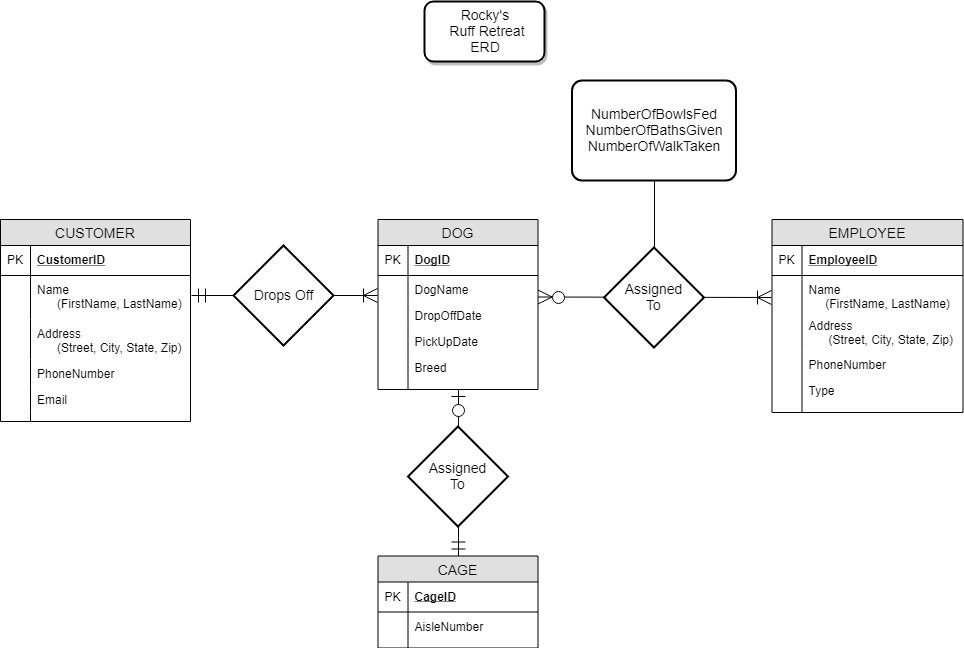 Rocky's
Ruff Retreat
ERD
NumberOfBowlsFed
NumberOfBathsGiven
NumberOfWalkTaken
CUSTOMER
PK CustomerID
Name
(FirstName, LastName)
Address
(Street, City, State, Zip)
PhoneNumber
Email
Drops Off
DOG
PK DogID
DogName
DropOffDate
PickUpDate
Breed
Assigned
To
EMPLOYEE
PK EmployeeID
Name
(FirstName, LastName)
Address
(Street, City, State, Zip)
PhoneNumber
Type
Assigned
To
CAGE
PK CageID
AisleNumber